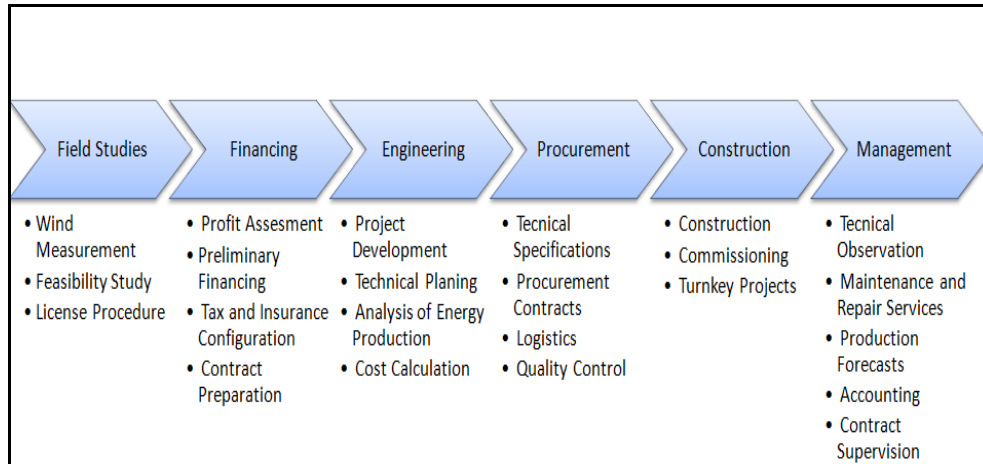 Field Studies
Financing
Engineering
Procurement
Construction
Management
• Wind
Measurement
• Feasibility Study
• License Procedure
• Profit Assesment
• Preliminary
Financing
• Tax and Insurance
Configuration
• Contract
Preparation
• Project
Development
• Technical Planing
• Analysis of Energy
Production
• Cost Calculation
• Tecnical
Specifications
• Procurement
Contracts
• Logistics
• Quality Control
• Construction
• Commissioning
• Turnkey Projects
• Tecnical
Observation
• Maintenance and
Repair Services
• Production
Forecasts
• Accounting
• Contract
Supervision